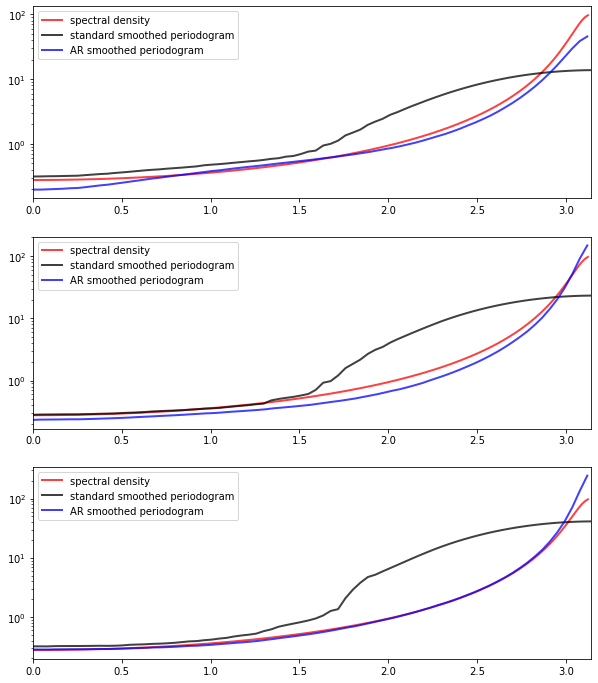 10²
10¹
10⁰
spectral density
standard smoothed periodogram
AR smoothed periodogram
0.0 0.5 1.0 1.5 2.0 2.5 3.0
10²
10¹
10⁰
spectral density
standard smoothed periodogram
AR smoothed periodogram
0.0 0.5 1.0 1.5 2.0 2.5 3.0
10²
10¹
10⁰
spectral density
standard smoothed periodogram
AR smoothed periodogram
0.0 0.5 1.0 1.5 2.0 2.5 3.0